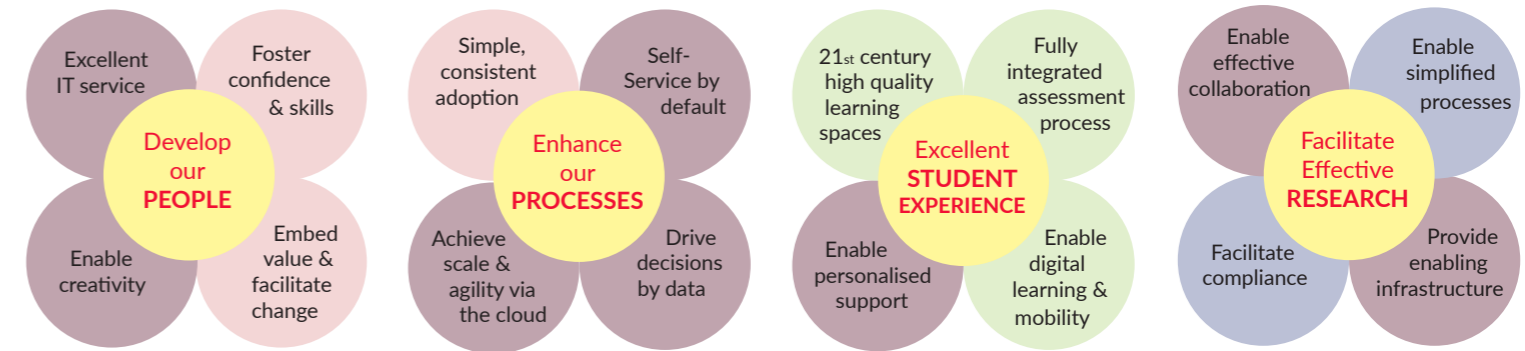 Excellent
IT service
Foster
confidence
& skills
Develop
our
PEOPLE
Enable
creativity
Embed
value &
facilitate
change
Simple,
consistent
adoption
Self-
Service by
default
Enhance
our
PROCESSES
Achieve
scale &
agility via
the cloud
Drive
decisions
by data
21st century
high quality
learning
spaces
Fully
integrated
assessment
process
Excellent
STUDENT
EXPERIENCE
Enable
personalised
support
Enable
digital
learning &
mobility
Enable
effective
collaboration
Enable
simplified
processes
Facilitate
Effective
RESEARCH
Facilitate
compliance
Provide
enabling
infrastructure